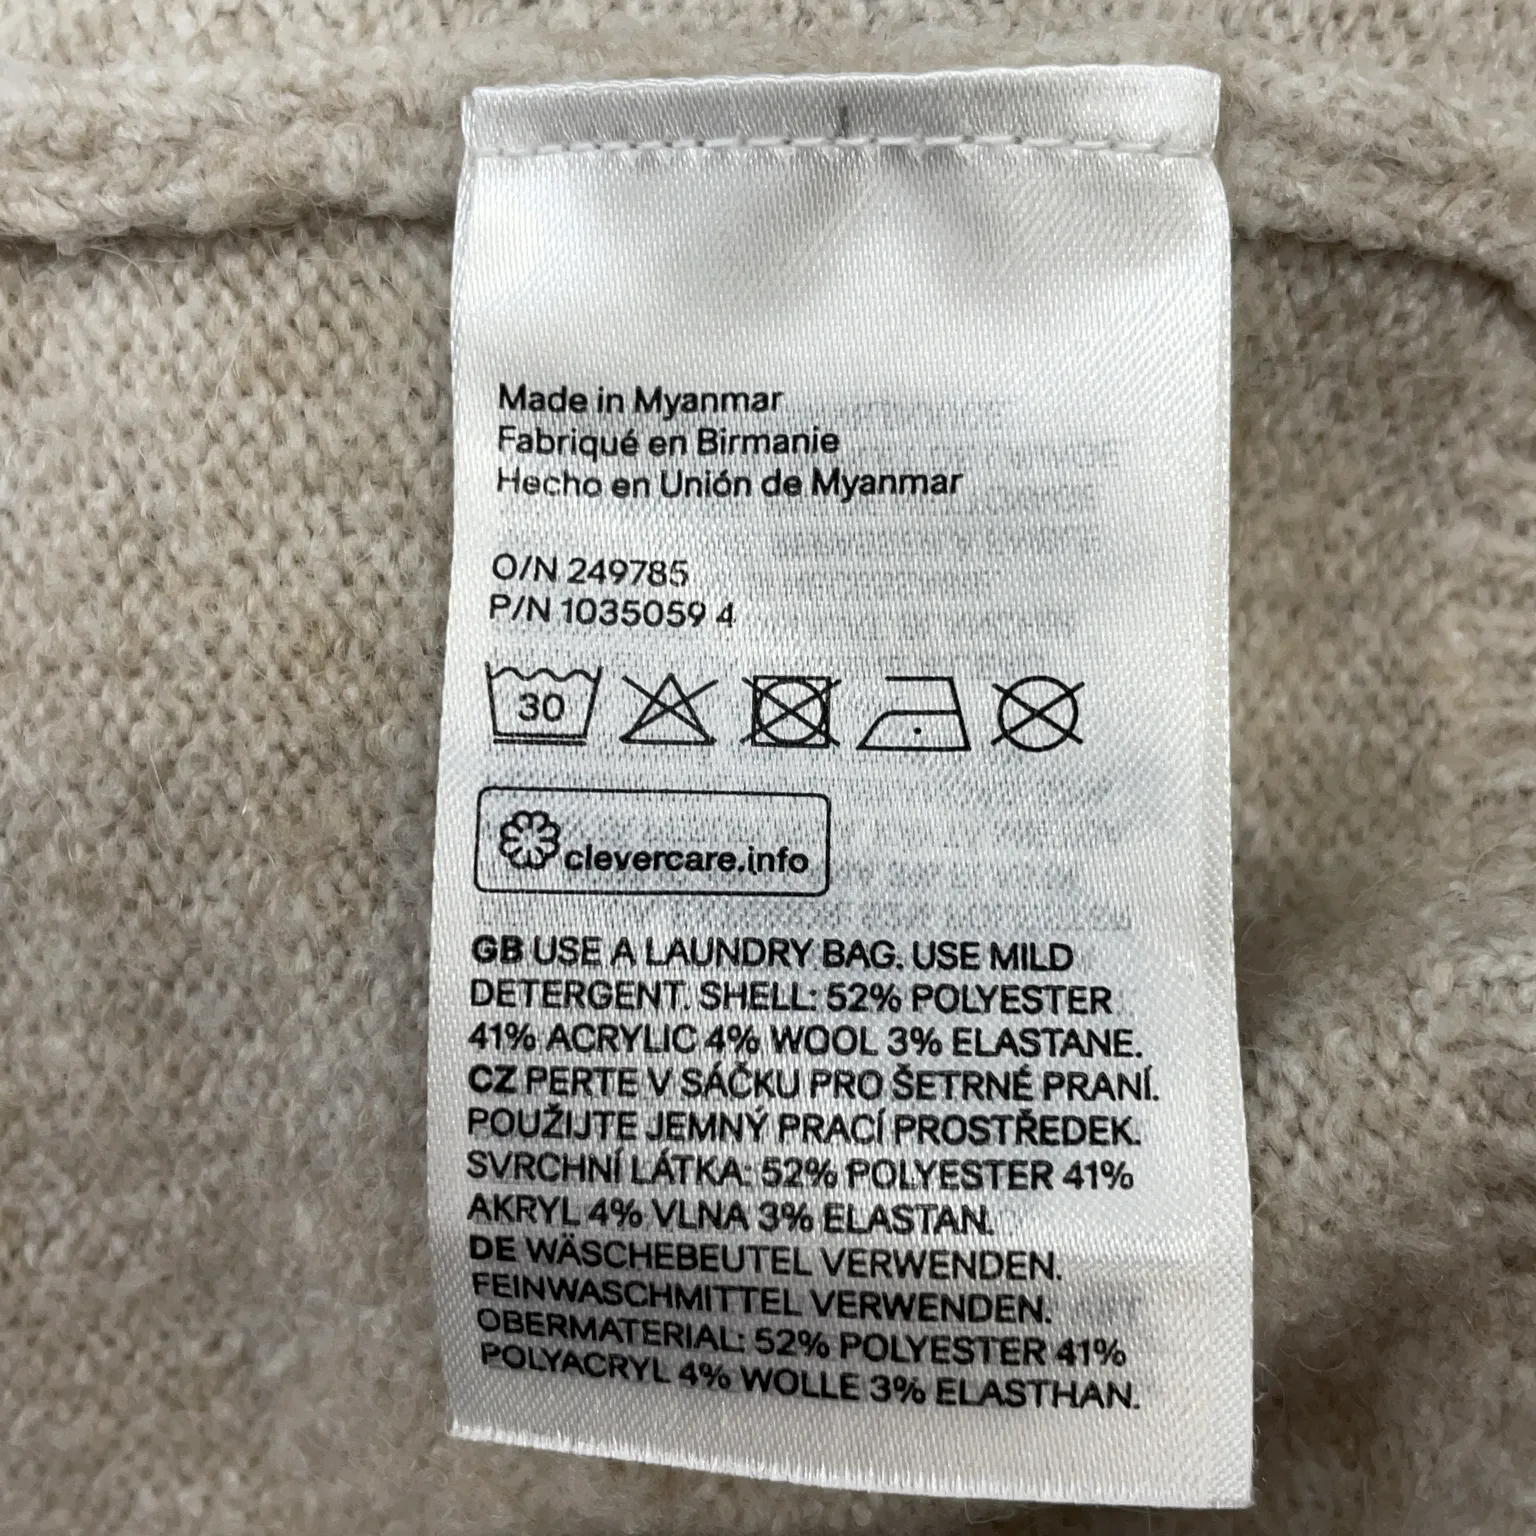 Made in Myanmar
Fabriqué en Birmanie
Hecho en Unión de Myanmar
O/N 249785
P/N 1035059 4
30
clevercare.info
GB USE A LAUNDRY BAG. USE MILD
DETERGENT. SHELL: 52% POLYESTER
41% ACRYLIC 4% WOOL 3% ELASTANE.
CZ PERTE V SÁČKU PRO ŠETRNÉ PRANÍ.
POUŽIJTE JEMNÝ PRACÍ PROSTŘEDEK.
SVRCHNÍ LÁTKA: 52% POLYESTER 41%
AKRYL 4% VLNA 3% ELASTAN.
DE WÄSCHEBEUTEL VERWENDEN.
FEINWASCHMITTEL VERWENDEN.
OBERMATERIAL: 52% POLYESTER 41%
POLYACRYL 4% WOLLE 3% ELASTHAN.